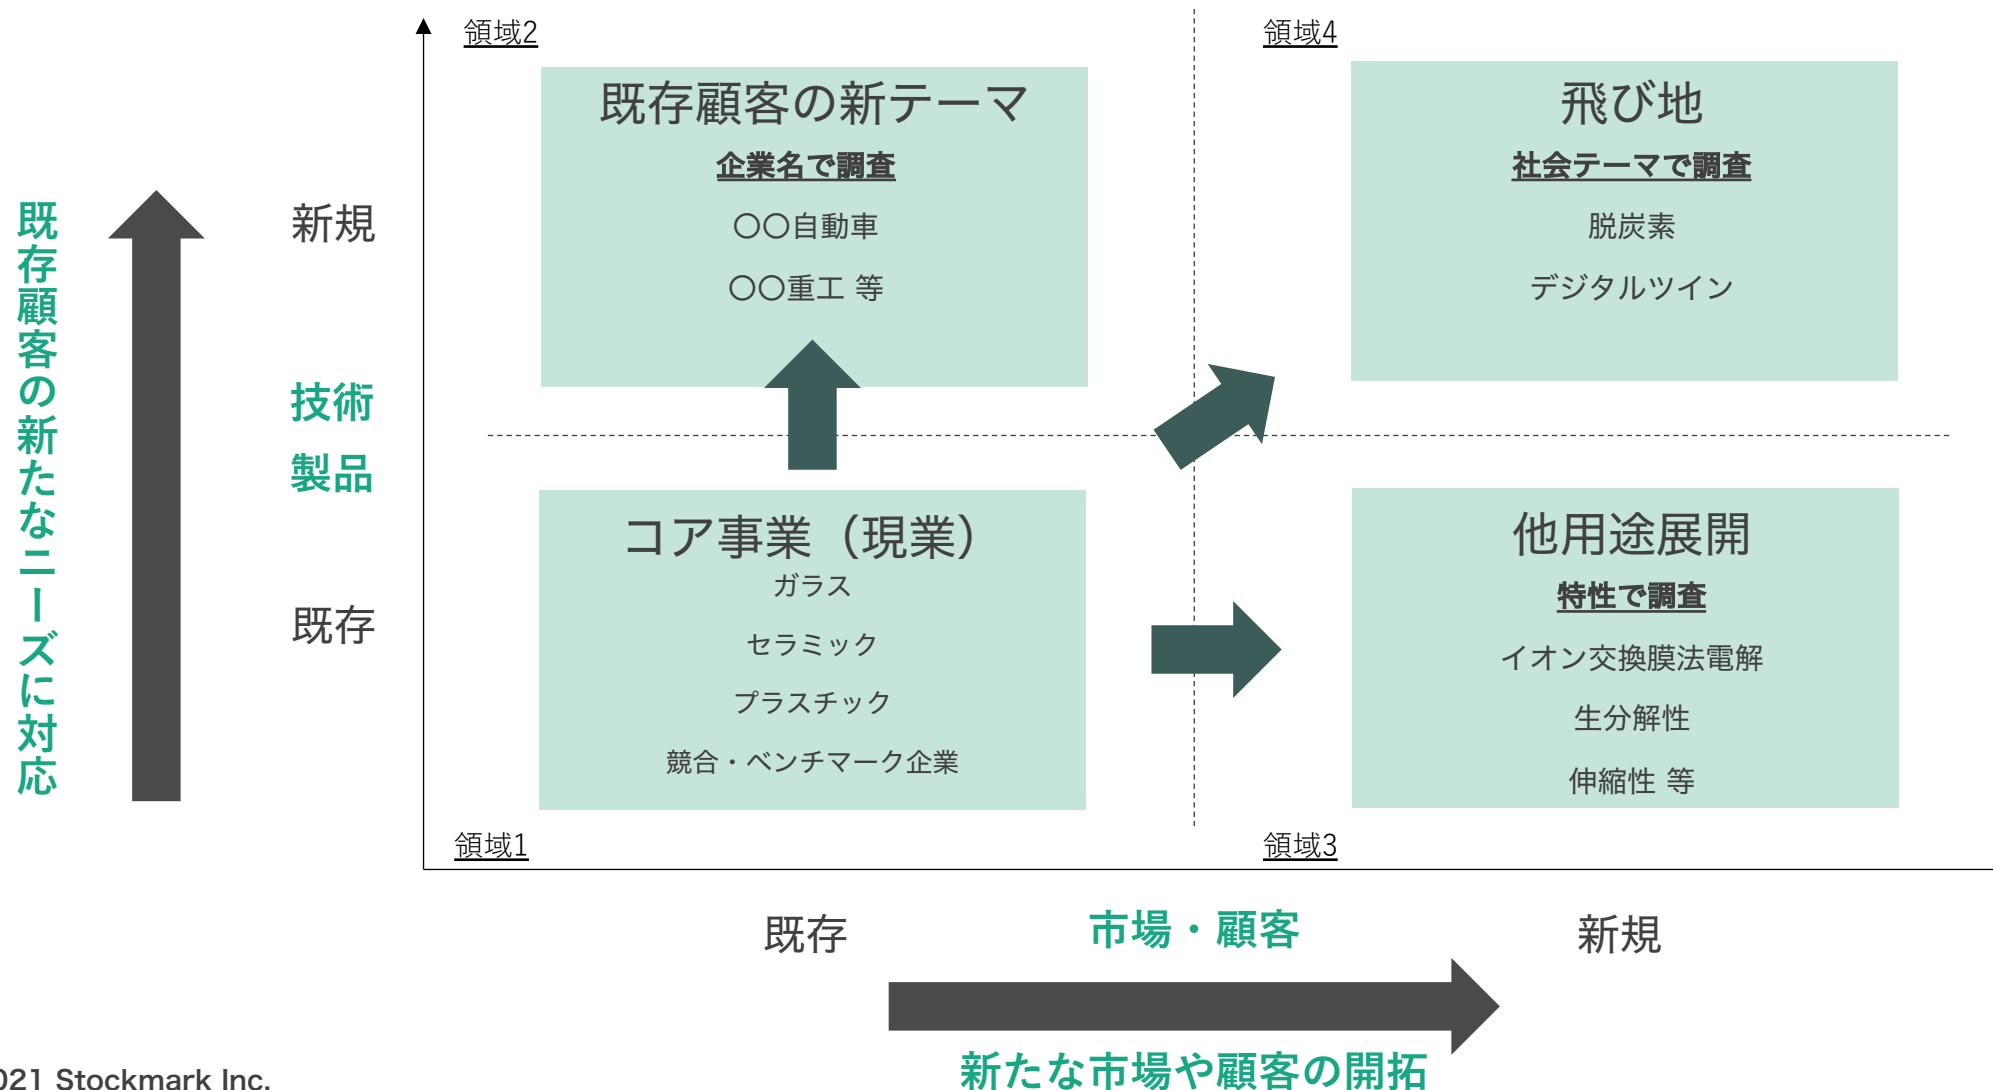 領域2
既存顧客の新テーマ
企業名で調査
〇〇自動車
〇〇重工 等
領域4
飛び地
社会テーマで調査
脱炭素
デジタルツイン
既存顧客の新たなニーズに対応
新規
技術
製品
既存
コア事業（現業）
ガラス
セラミック
プラスチック
競合・ベンチマーク企業
領域1
他用途展開
特性で調査
イオン交換膜法電解
生分解性
伸縮性 等
領域3
既存
市場・顧客
新規
新たな市場や顧客の開拓
021 Stockmark Inc.